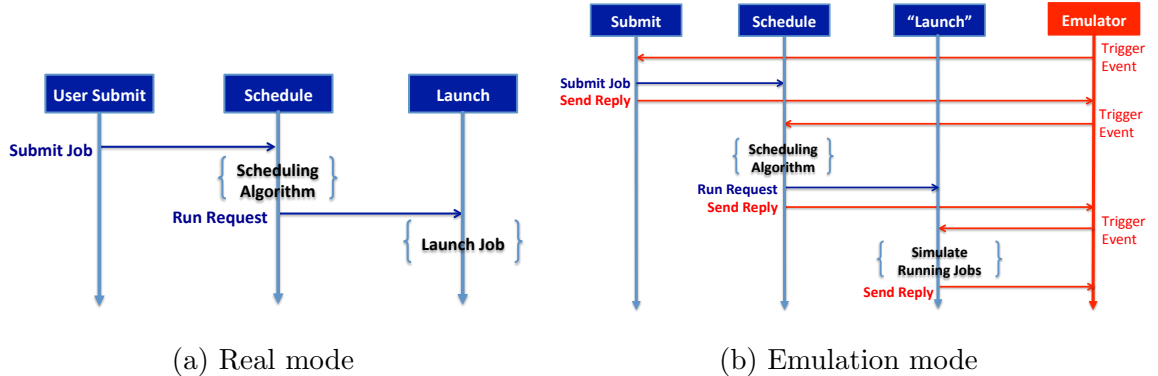 User Submit
Schedule
Launch
Submit Job
Scheduling
Algorithm
Run Request
Launch Job
(a) Real mode
Submit
Schedule
“Launch”
Emulator
Trigger
Event
Submit Job
Send Reply
Trigger
Event
Scheduling
Algorithm
Run Request
Send Reply
Trigger
Event
Simulate
Running Jobs
Send Reply
(b) Emulation mode